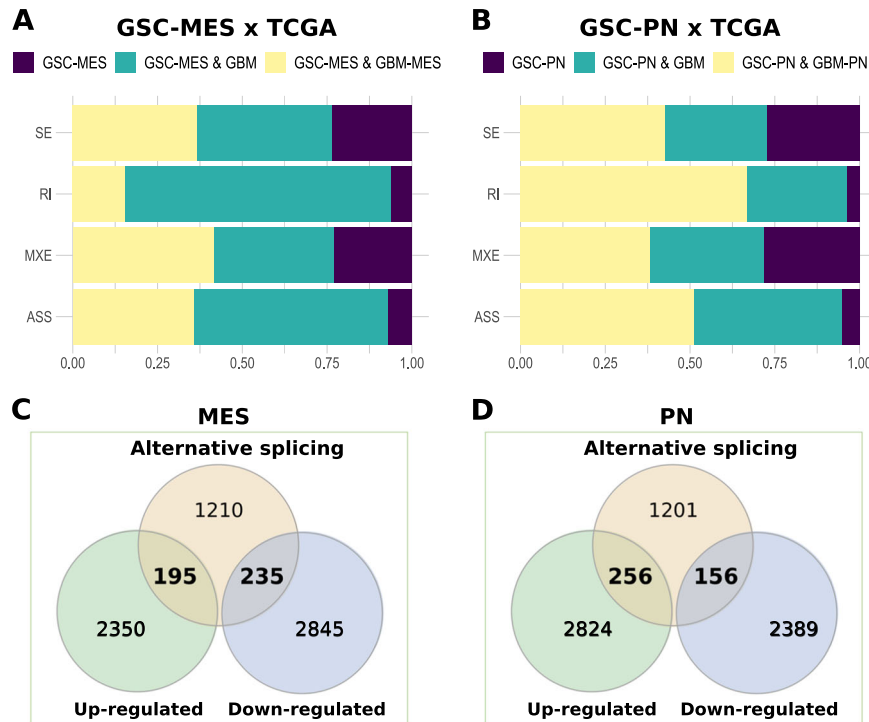 A
GSC-MES x TCGA
GSC-MES GSC-MES & GBM GSC-MES & GBM-MES
SE
RI
MXE
ASS
0.00 0.25 0.50 0.75 1.00
B
GSC-PN x TCGA
GSC-PN GSC-PN & GBM GSC-PN & GBM-PN
SE
RI
MXE
ASS
0.00 0.25 0.50 0.75 1.00
C
MES
Alternative splicing
1210
195 235
2350 2845
Up-regulated Down-regulated
D
PN
Alternative splicing
1201
256 156
2824 2389
Up-regulated Down-regulated